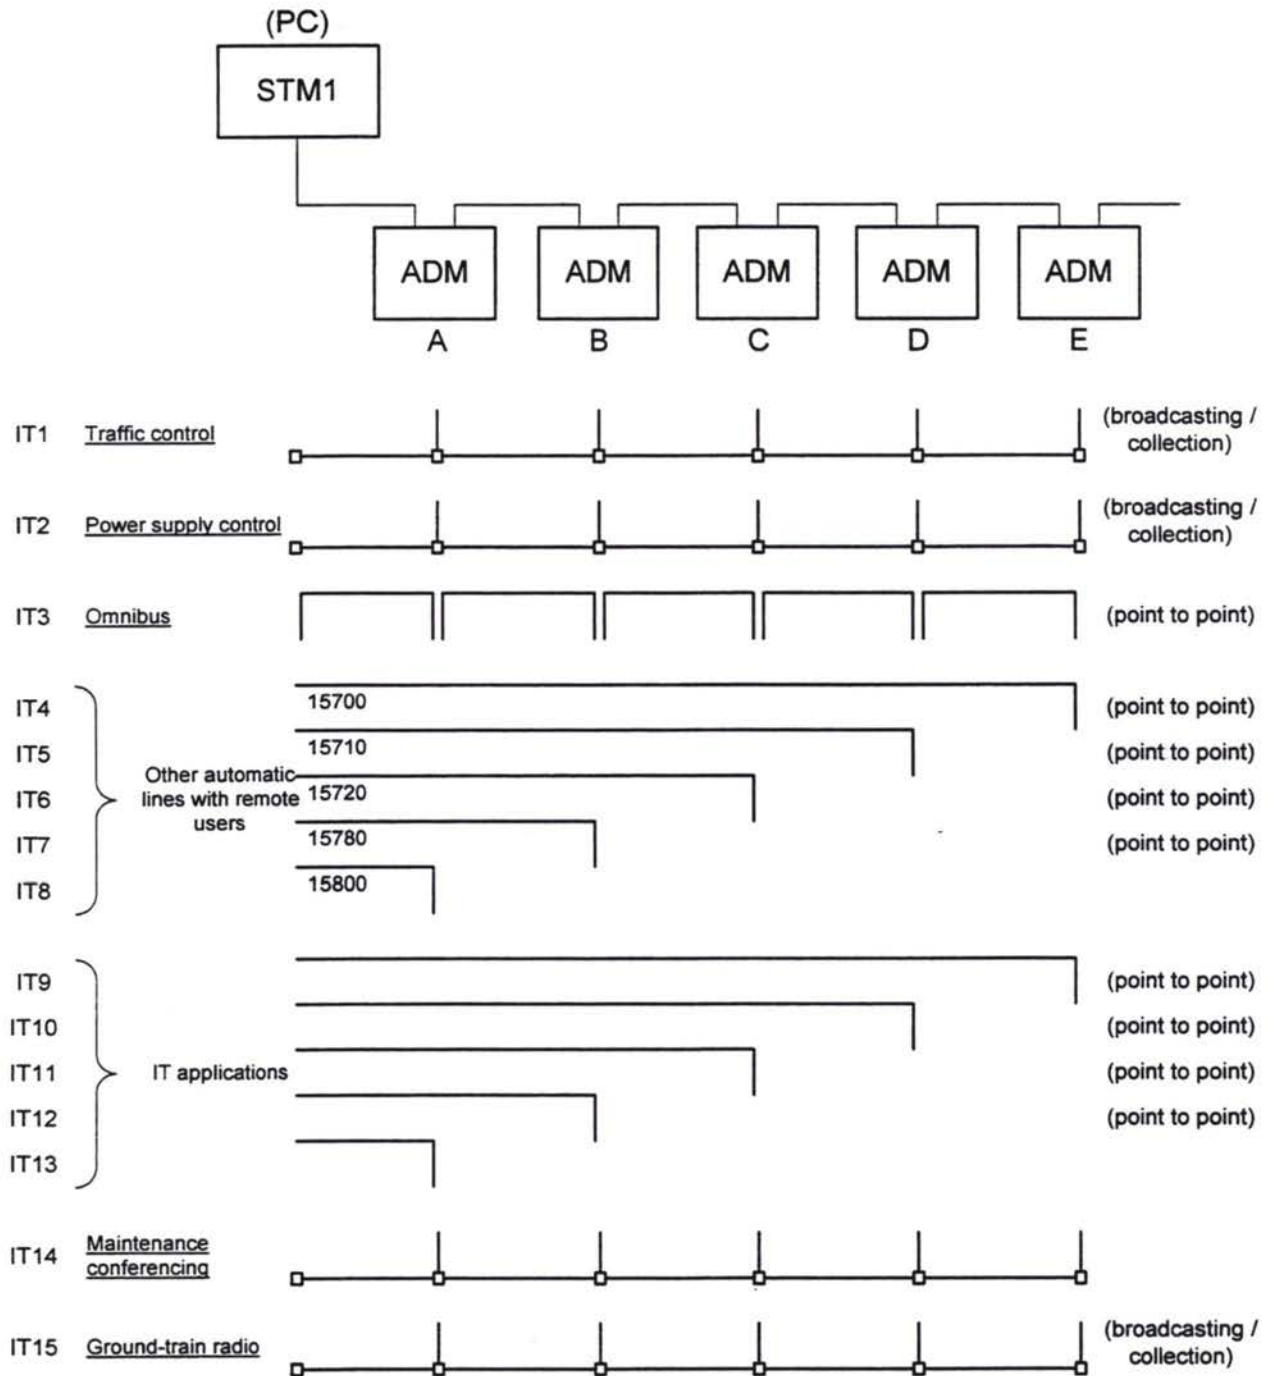 (PC)
STM1
ADM ADM ADM ADM ADM
A B C D E
IT1 Traffic control (broadcasting /
collection)
IT2 Power supply control (broadcasting /
collection)
IT3 Omnibus (point to point)
IT4 15700 (point to point)
IT5 15710 (point to point)
Other automatic
IT6 lines with remote 15720 (point to point)
users
IT7 15780 (point to point)
IT8 15800
IT9 (point to point)
IT10 (point to point)
IT11 IT applications (point to point)
IT12 (point to point)
IT13
IT14 Maintenance
conferencing
IT15 Ground-train radio (broadcasting /
collection)